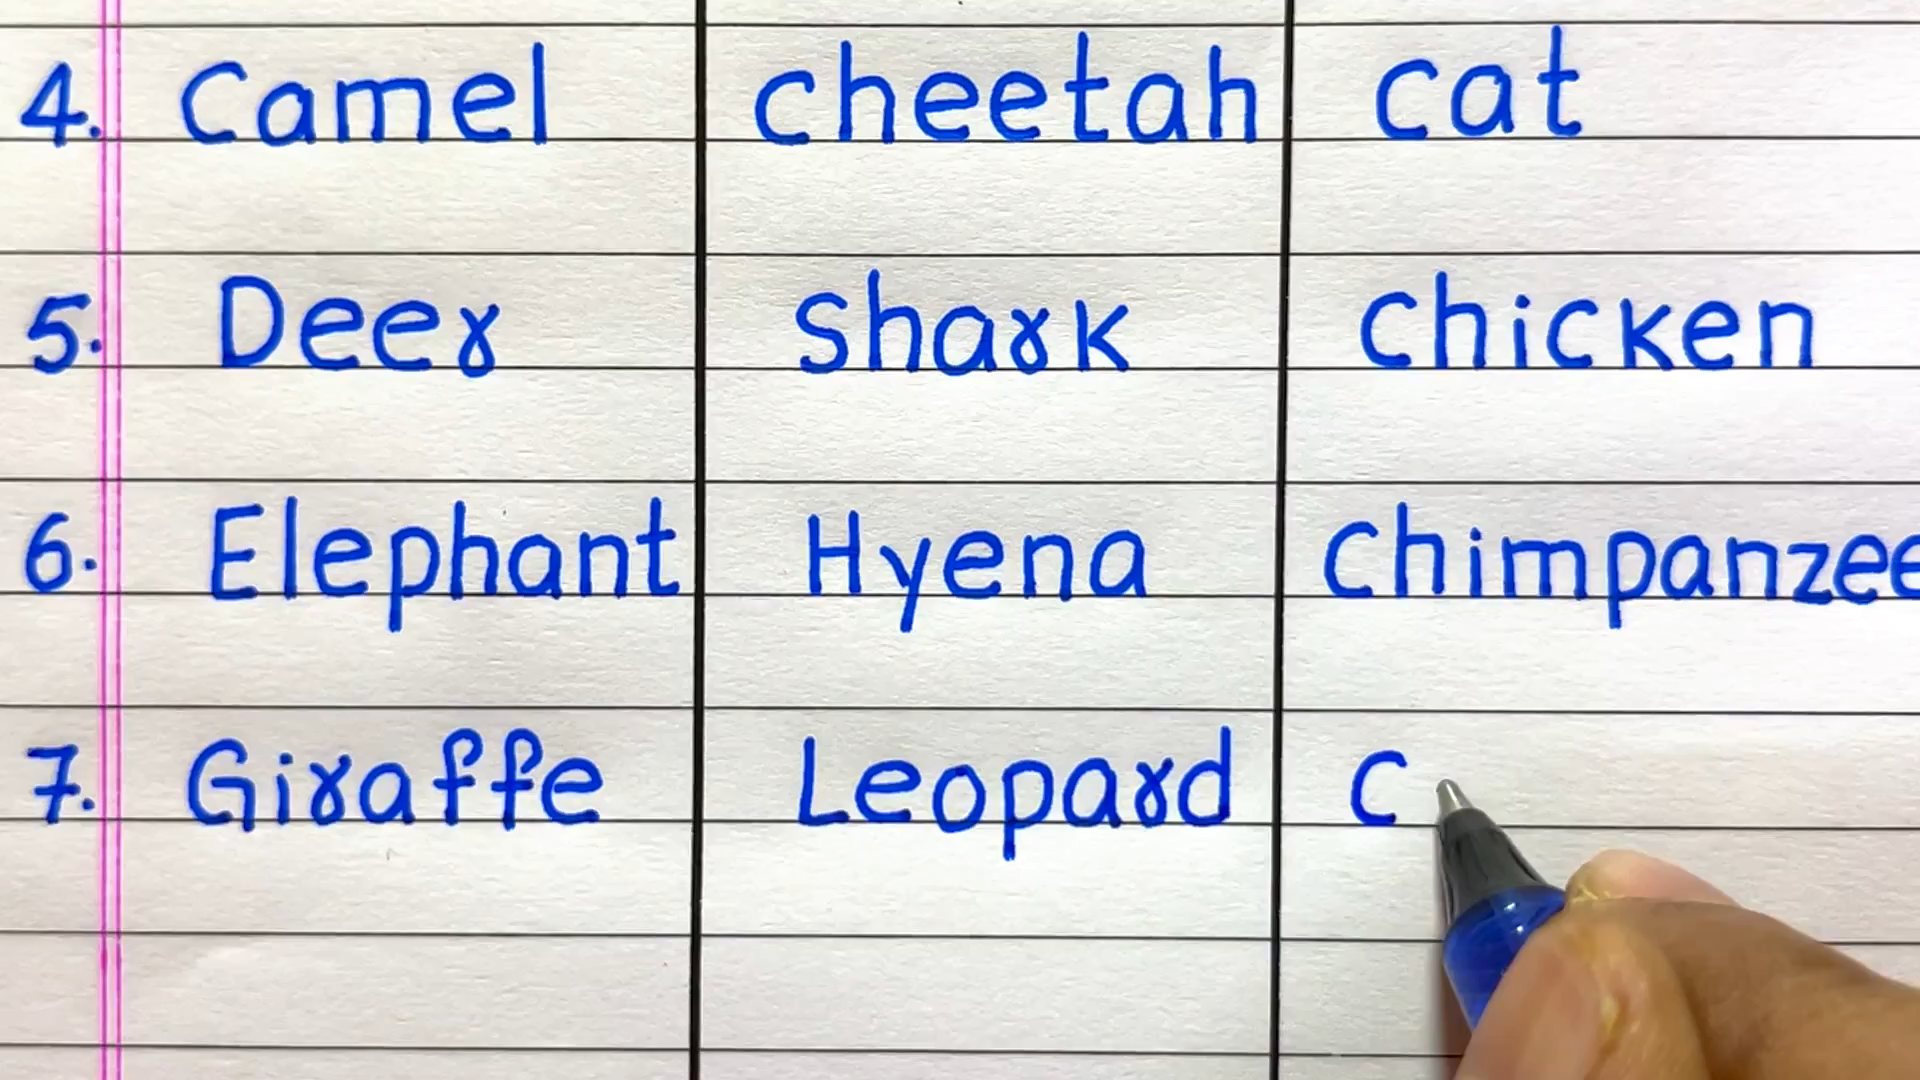 4. Camel cheetah cat
5. Deer Shark Chicken
6. Elephant Hyena Chimpanzee
7. Giraffe Leopard C